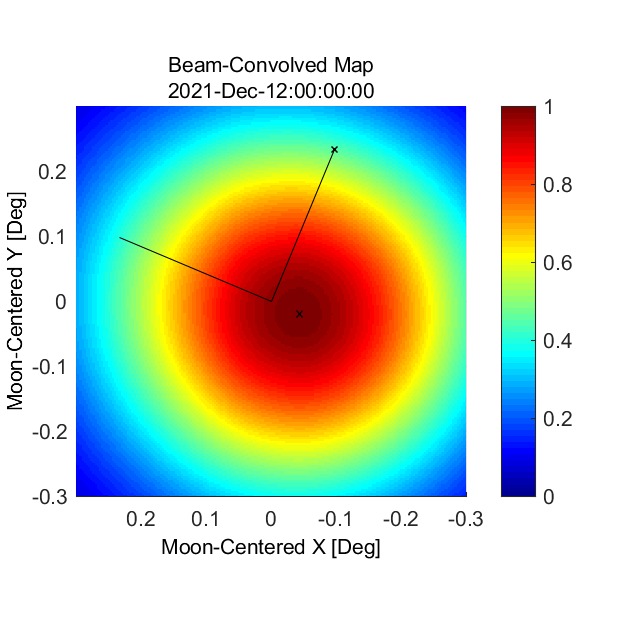 Beam-Convolved Map
2021-Dec-12:00:00:00
Moon-Centered Y [Deg]
0.2
0.1
0
-0.1
-0.2
-0.3
0.2 0.1 0 -0.1 -0.2 -0.3
Moon-Centered X [Deg]
1
0.8
0.6
0.4
0.2
0